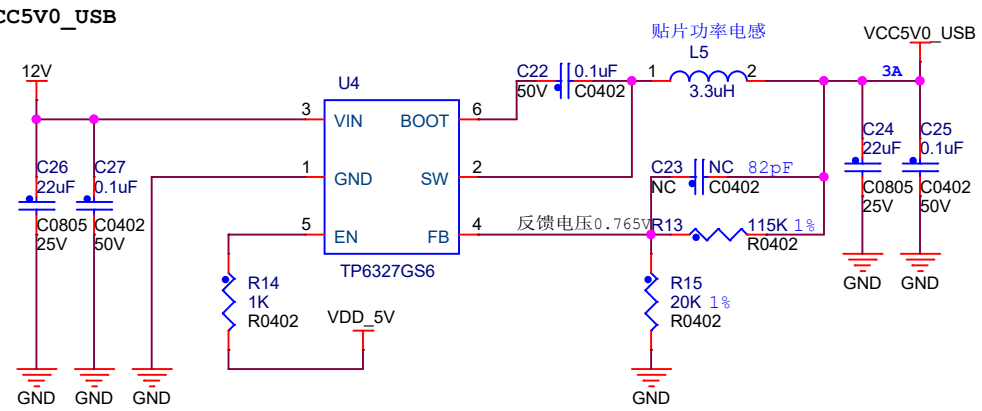 CC5V0_USB
12V
C26
22uF
C0805
25V
C27
0.1uF
C0402
50V
GND
GND
GND
U4
3 VIN BOOT 6
1 GND SW 2
5 EN FB 4
TP6327GS6
R14
1K
R0402
VDD_5V
C22 0.1uF
50V C0402
贴片功率电感
L5
1 2
3.3uH
C23 NC 82pF
NC C0402
反馈电压0.765V
R13 115K 1%
R0402
R15
20K 1%
R0402
GND
VCC5V0_USB
3A
C24
22uF
C0805
25V
GND
C25
0.1uF
C0402
50V
GND